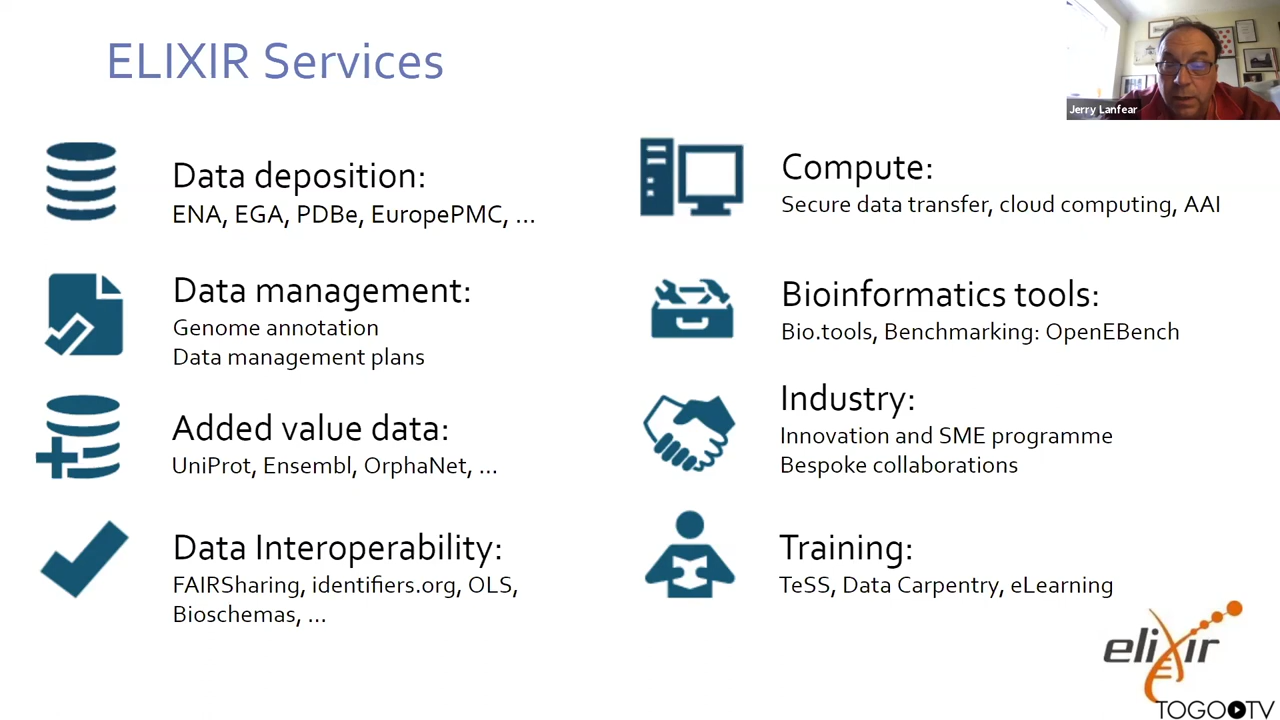 ELIXIR Services
Jerry Lanfear
Data deposition:
ENA, EGA, PDBe, EuropePMC, ...
Data management:
Genome annotation
Data management plans
Added value data:
UniProt, Ensembl, OrphaNet, ...
Data Interoperability:
FAIRSharing, identifiers.org, OLS,
Bioschemas, ...
Compute:
Secure data transfer, cloud computing, AAI
Bioinformatics tools:
Bio.tools, Benchmarking: OpenEBench
Industry:
Innovation and SME programme
Bespoke collaborations
Training:
TeSS, Data Carpentry, eLearning
elixir
TOGOTV